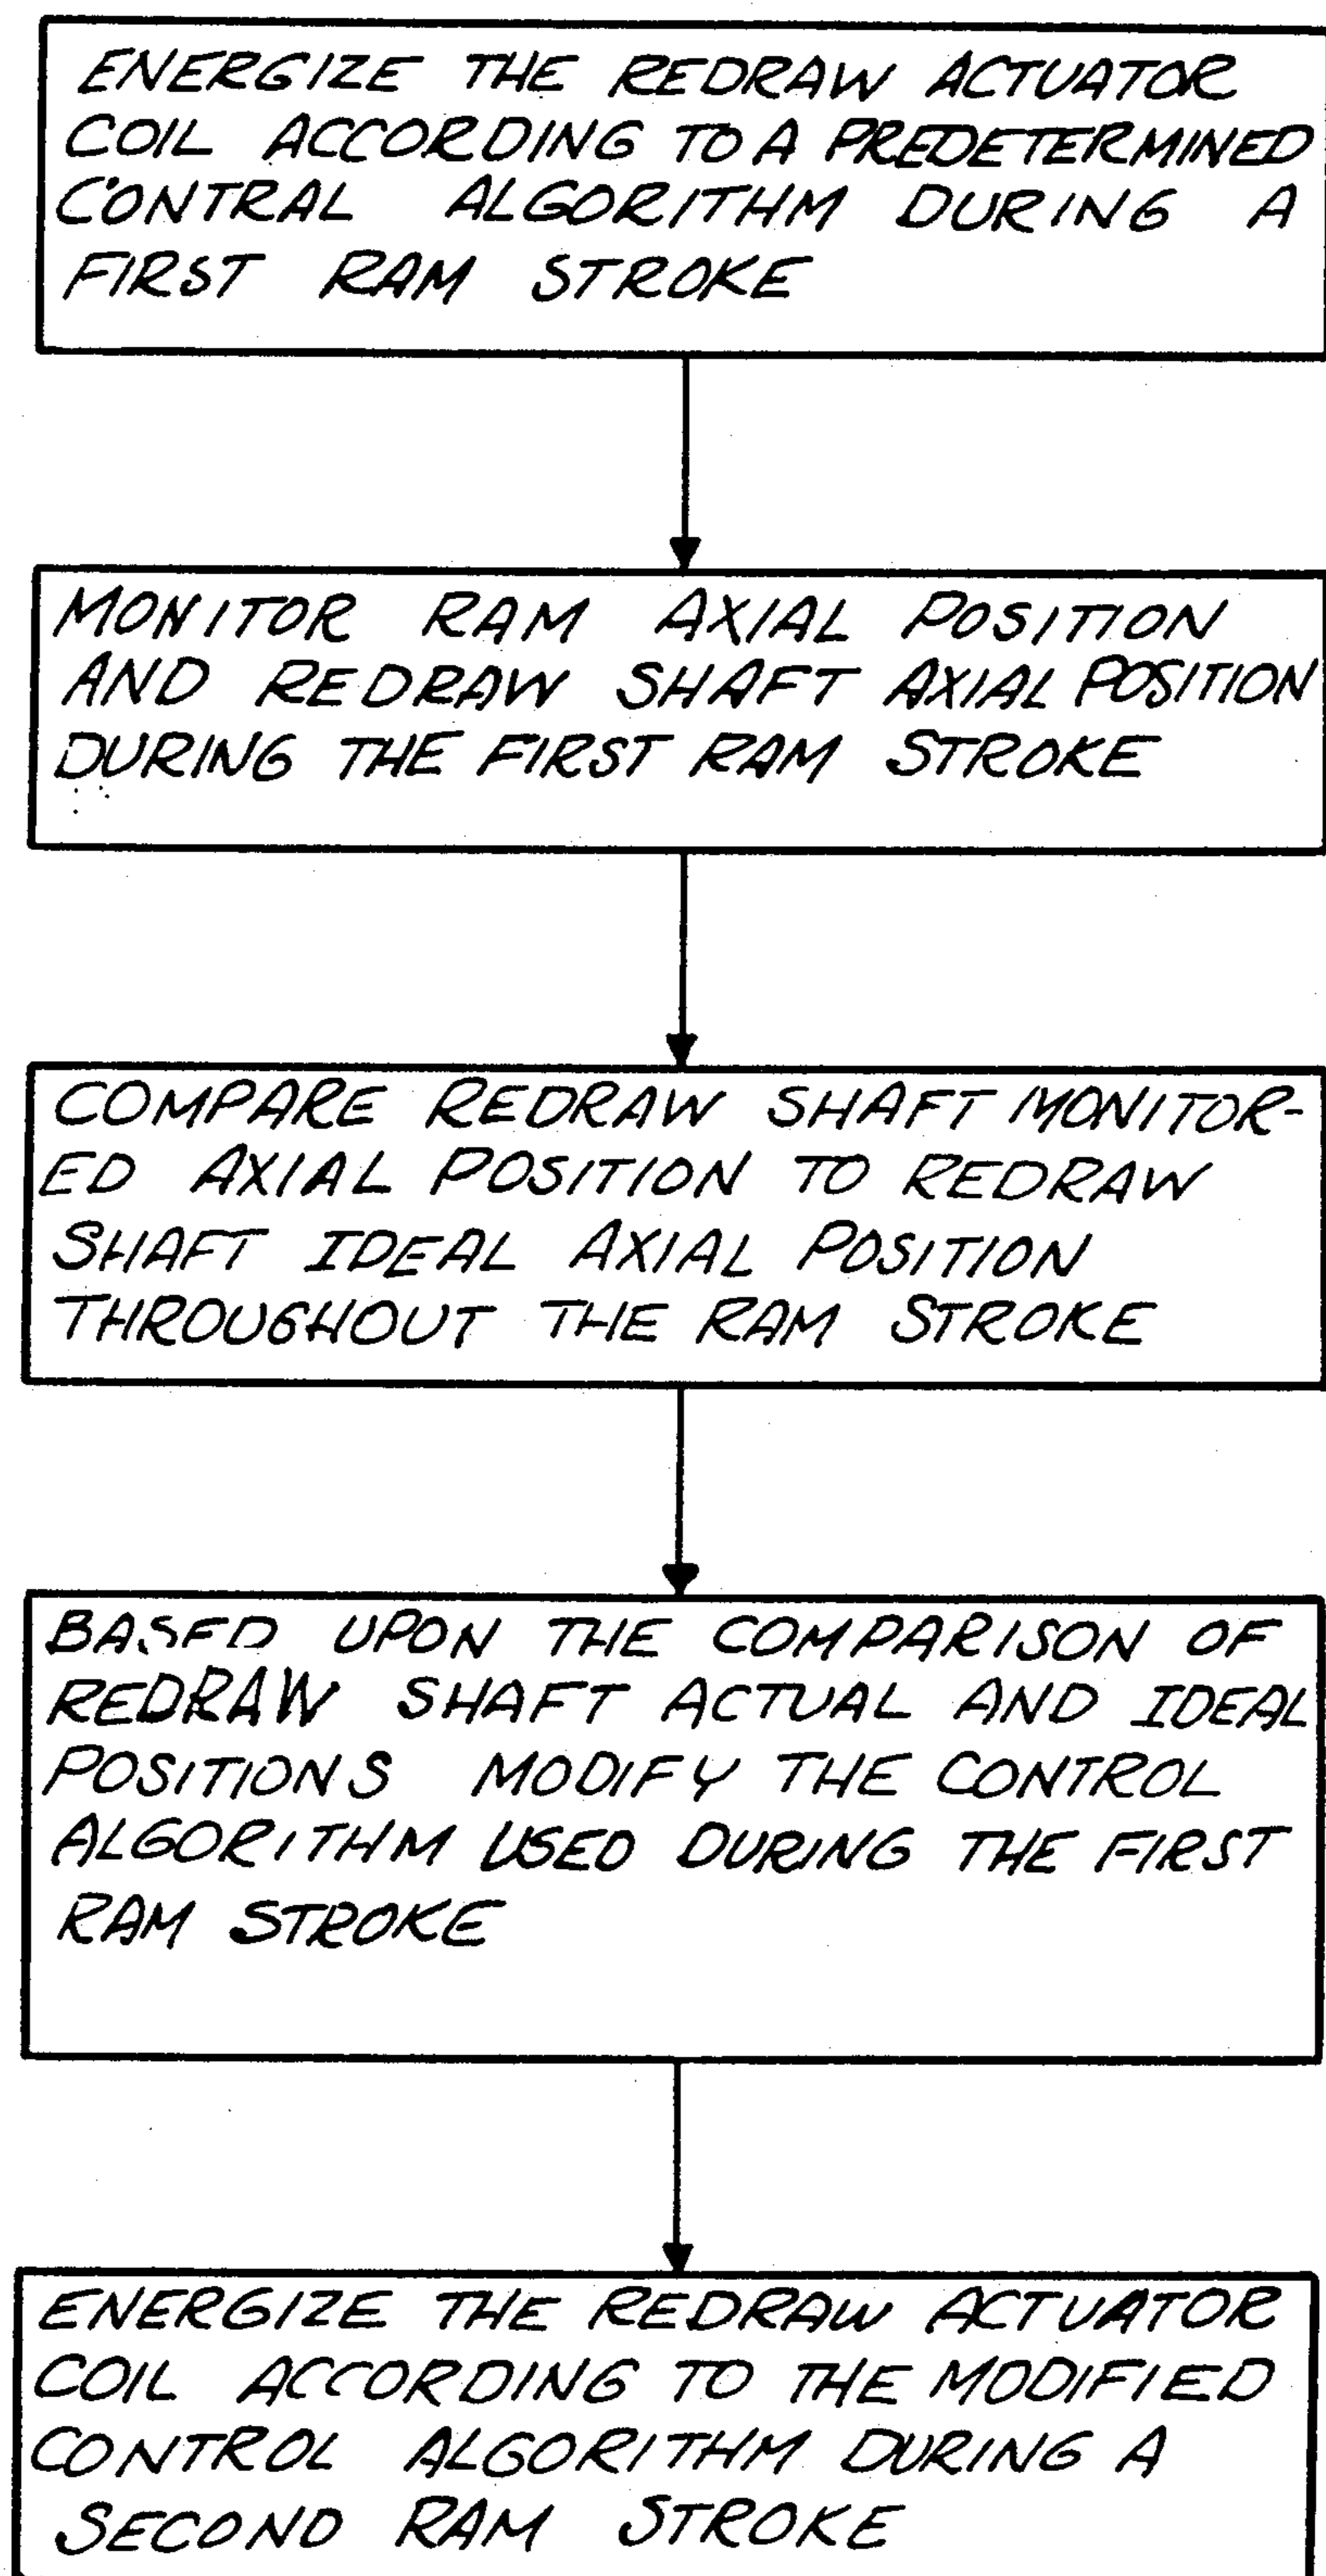 ENERGIZE THE REDRAW ACTUATOR
COIL ACCORDING TO A PREDETERMINED
CONTRAL ALGORITHM DURING A
FIRST RAM STROKE
MONITOR RAM AXIAL POSITION
AND REDRAW SHAFT AXIAL POSITION
DURING THE FIRST RAM STROKE
COMPARE REDRAW SHAFT MONITOR-
ED AXIAL POSITION TO REDRAW
SHAFT IDEAL AXIAL POSITION
THROUGHOUT THE RAM STROKE
BASED UPON THE COMPARISON OF
REDRAW SHAFT ACTUAL AND IDEAL
POSITIONS MODIFY THE CONTROL
ALGORITHM USED DURING THE FIRST
RAM STROKE
ENERGIZE THE REDRAW ACTUATOR
COIL ACCORDING TO THE MODIFIED
CONTROL ALGORITHM DURING A
SECOND RAM STROKE